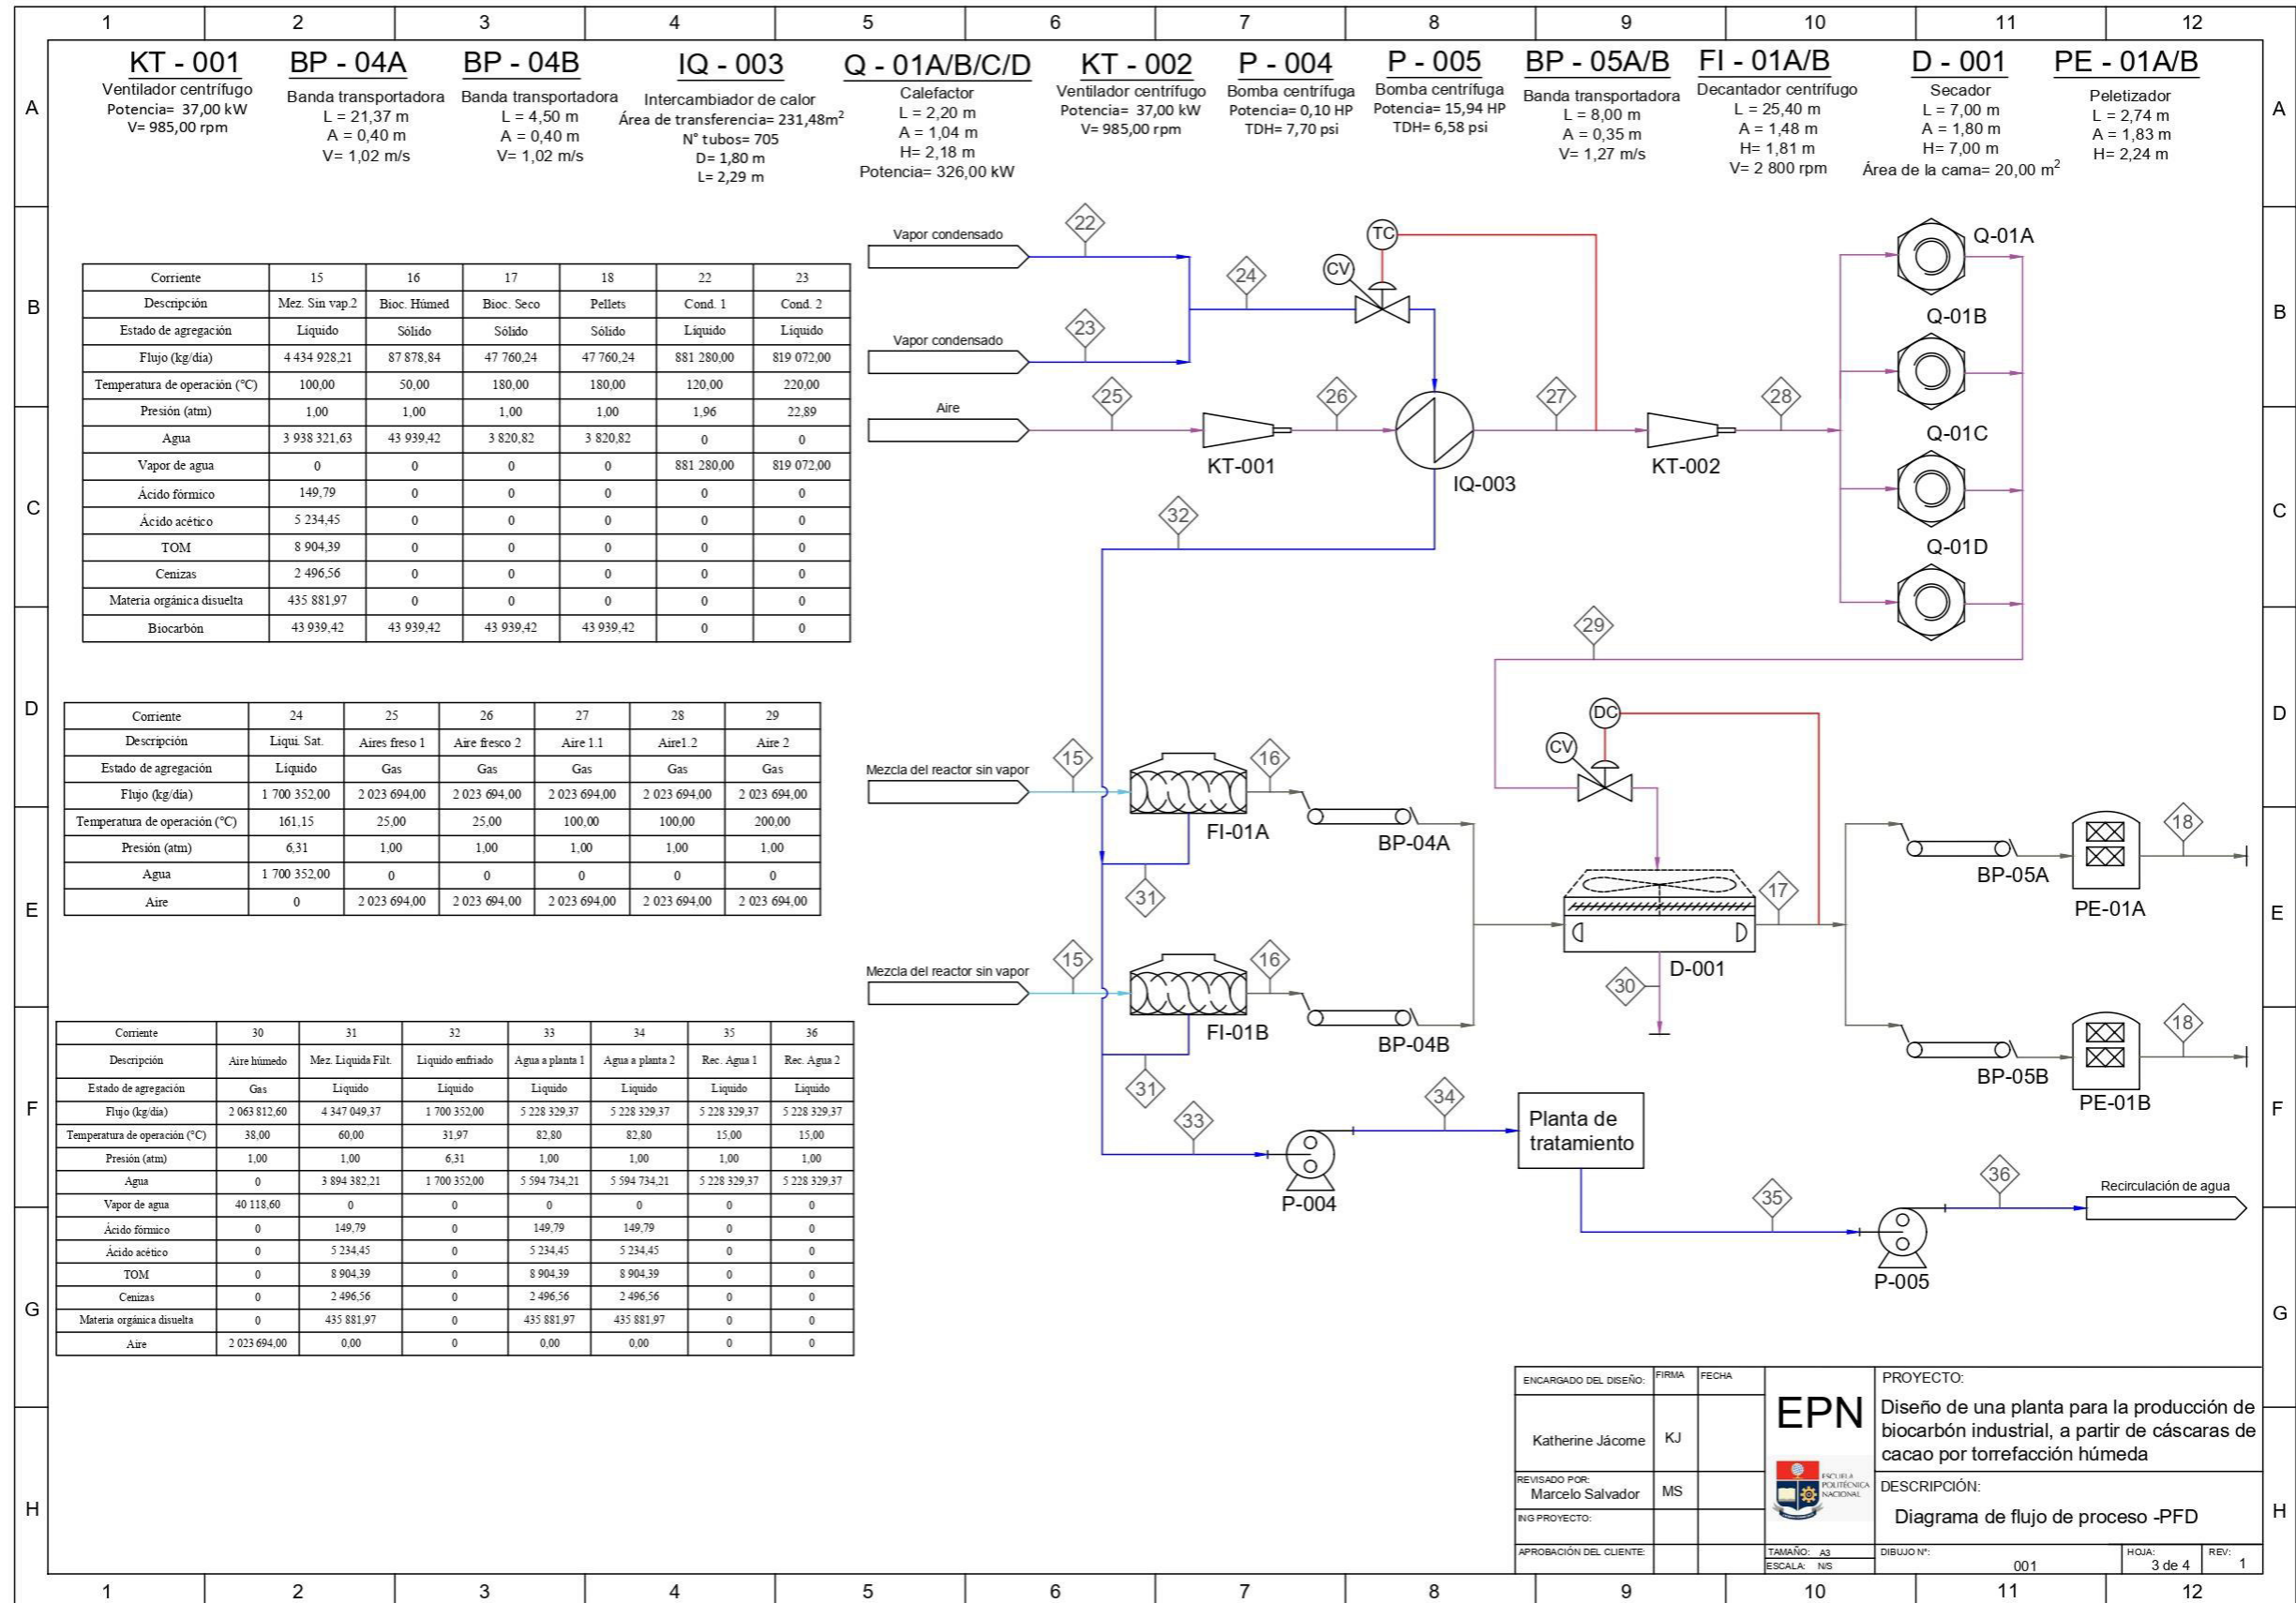 1 2 3 4 5 6 7 8 9 10 11 12
A B C D E F G H
KT - 001
Ventilador centrífugo
Potencia= 37,00 kW
V= 985,00 rpm
BP - 04A
Banda transportadora
L = 21,37 m
A = 0,40 m
V= 1,02 m/s
BP - 04B
Banda transportadora
L = 4,50 m
A = 0,40 m
V= 1,02 m/s
IQ - 003
Intercambiador de calor
Área de transferencia= 231,48m²
N° tubos= 705
D= 1,80 m
L= 2,29 m
Q - 01A/B/C/D
Calefactor
L = 2,20 m
A = 1,04 m
H= 2,18 m
Potencia= 326,00 kW
KT - 002
Ventilador centrífugo
Potencia= 37,00 kW
V= 985,00 rpm
P - 004
Bomba centrífuga
Potencia= 0,10 HP
TDH= 7,70 psi
P - 005
Bomba centrífuga
Potencia= 15,94 HP
TDH= 6,58 psi
BP - 05A/B
Banda transportadora
L = 8,00 m
A = 0,35 m
V= 1,27 m/s
FI - 01A/B
Decantador centrífugo
L = 25,40 m
A = 1,48 m
H= 1,81 m
V= 2 800 rpm
D - 001
Secador
L = 7,00 m
A = 1,80 m
H= 7,00 m
Área de la cama= 20,00 m²
PE - 01A/B
Peletizador
L = 2,74 m
A = 1,83 m
H= 2,24 m
Corriente 15 16 17 18 22 23
Descripción Mez. Sin vap.2 Bioc. Húmed Bioc. Seco Pellets Cond. 1 Cond. 2
Estado de agregación Líquido Sólido Sólido Sólido Líquido Líquido
Flujo (kg/día) 4 434 928,21 87 878,84 47 760,24 47 760,24 881 280,00 819 072,00
Temperatura de operación (°C) 100,00 50,00 180,00 180,00 120,00 220,00
Presión (atm) 1,00 1,00 1,00 1,00 1,96 22,89
Agua 3 938 321,63 43 939,42 3 820,82 3 820,82 0 0
Vapor de agua 0 0 0 0 881 280,00 819 072,00
Ácido fórmico 149,79 0 0 0 0 0
Ácido acético 5 234,45 0 0 0 0 0
TOM 8 904,39 0 0 0 0 0
Cenizas 2 496,56 0 0 0 0 0
Materia orgánica disuelta 435 881,97 0 0 0 0 0
Biocarbón 43 939,42 43 939,42 43 939,42 43 939,42 0 0
Corriente 24 25 26 27 28 29
Descripción Liqui. Sat. Aires freso 1 Aire fresco 2 Aire 1.1 Aire1.2 Aire 2
Estado de agregación Líquido Gas Gas Gas Gas Gas
Flujo (kg/día) 1 700 352,00 2 023 694,00 2 023 694,00 2 023 694,00 2 023 694,00 2 023 694,00
Temperatura de operación (°C) 161,15 25,00 25,00 100,00 100,00 200,00
Presión (atm) 6,31 1,00 1,00 1,00 1,00 1,00
Agua 1 700 352,00 0 0 0 0 0
Aire 0 2 023 694,00 2 023 694,00 2 023 694,00 2 023 694,00 2 023 694,00
Corriente 30 31 32 33 34 35 36
Descripción Aire húmedo Mez. Liquida Filt. Liquido enfriado Agua a planta 1 Agua a planta 2 Rec. Agua 1 Rec. Agua 2
Estado de agregación Gas Líquido Líquido Líquido Líquido Líquido Líquido
Flujo (kg/día) 2 063 812,60 4 347 049,37 1 700 352,00 5 228 329,37 5 228 329,37 5 228 329,37 5 228 329,37
Temperatura de operación (°C) 38,00 60,00 31,97 82,80 82,80 15,00 15,00
Presión (atm) 1,00 1,00 6,31 1,00 1,00 1,00 1,00
Agua 0 3 894 382,21 1 700 352,00 5 594 734,21 5 594 734,21 5 228 329,37 5 228 329,37
Vapor de agua 40 118,60 0 0 0 0 0 0
Ácido fórmico 0 149,79 0 149,79 149,79 0 0
Ácido acético 0 5 234,45 0 5 234,45 5 234,45 0 0
TOM 0 8 904,39 0 8 904,39 8 904,39 0 0
Cenizas 0 2 496,56 0 2 496,56 2 496,56 0 0
Materia orgánica disuelta 0 435 881,97 0 435 881,97 435 881,97 0 0
Aire 2 023 694,00 0,00 0 0,00 0,00 0 0
Vapor condensado
22
TC
CV
24
Q-01A
Vapor condensado
23
Q-01B
Aire
25
KT-001
26
IQ-003
27
KT-002
28
Q-01C
Q-01D
32
29
DC
CV
Mezcla del reactor sin vapor
15
FI-01A
16
BP-04A
31
BP-05A
PE-01A
18
17
D-001
30
Mezcla del reactor sin vapor
15
FI-01B
16
BP-04B
31
BP-05B
PE-01B
18
33
P-004
34
Planta de
tratamiento
35
P-005
36
Recirculación de agua
ENCARGADO DEL DISEÑO: FIRMA FECHA
Katherine Jácome KJ
REVISADO POR:
Marcelo Salvador MS
ING PROYECTO:
APROBACIÓN DEL CLIENTE:
EPN
ESCUELA
POLITÉCNICA
NACIONAL
TAMAÑO: A3
ESCALA: N/S
PROYECTO:
Diseño de una planta para la producción de
biocarbón industrial, a partir de cáscaras de
cacao por torrefacción húmeda
DESCRIPCIÓN:
Diagrama de flujo de proceso -PFD
DIBUJO N°: 001
HOJA: 3 de 4
REV: 1
A B C D E F G H
1 2 3 4 5 6 7 8 9 10 11 12